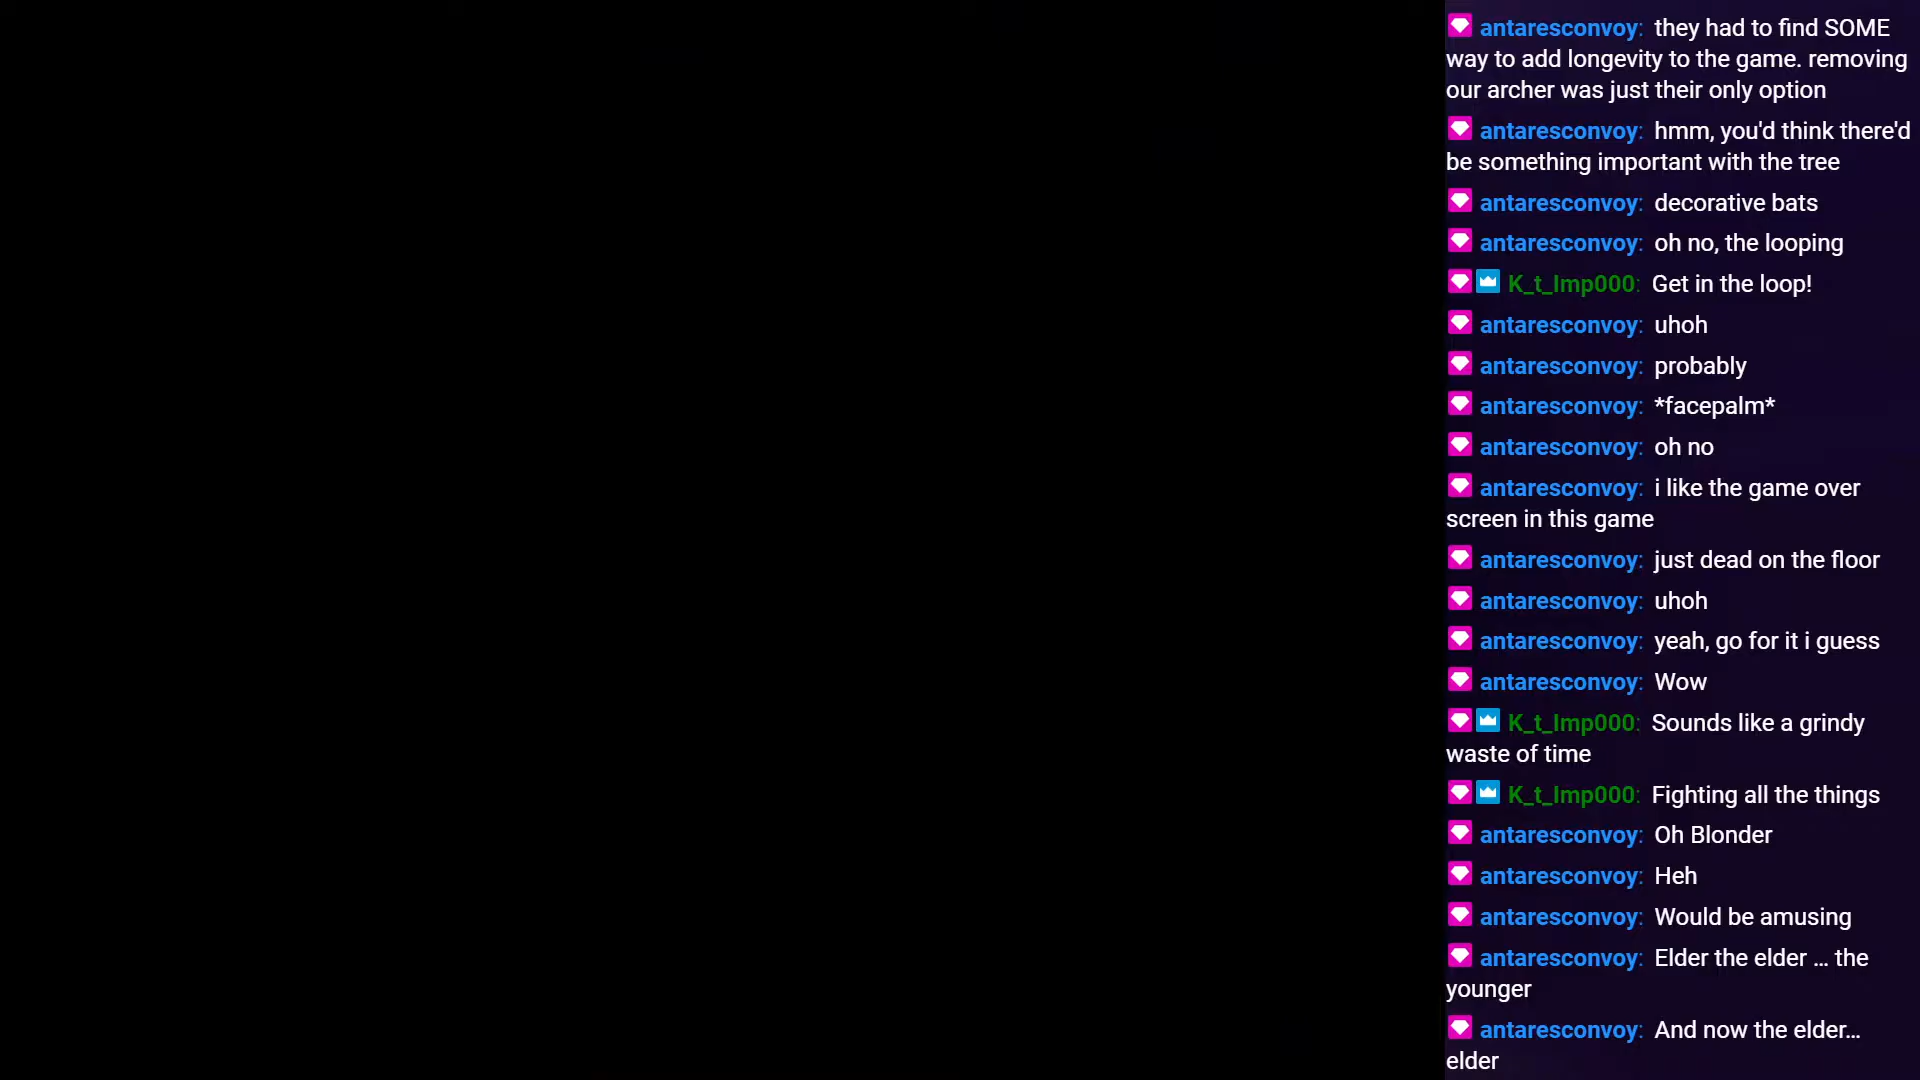 antaresconvoy: they had to find SOME
way to add longevity to the game. removing
our archer was just their only option
antaresconvoy: hmm, you'd think there'd
be something important with the tree
antaresconvoy: decorative bats
antaresconvoy: oh no, the looping
K_t_Imp000: Get in the loop!
antaresconvoy: uhoh
antaresconvoy: probably
antaresconvoy: *facepalm*
antaresconvoy: oh no
antaresconvoy: i like the game over
screen in this game
antaresconvoy: just dead on the floor
antaresconvoy: uhoh
antaresconvoy: yeah, go for it i guess
antaresconvoy: Wow
K_t_Imp000: Sounds like a grindy
waste of time
K_t_Imp000: Fighting all the things
antaresconvoy: Oh Blonder
antaresconvoy: Heh
antaresconvoy: Would be amusing
antaresconvoy: Elder the elder ... the
younger
antaresconvoy: And now the elder...
elder